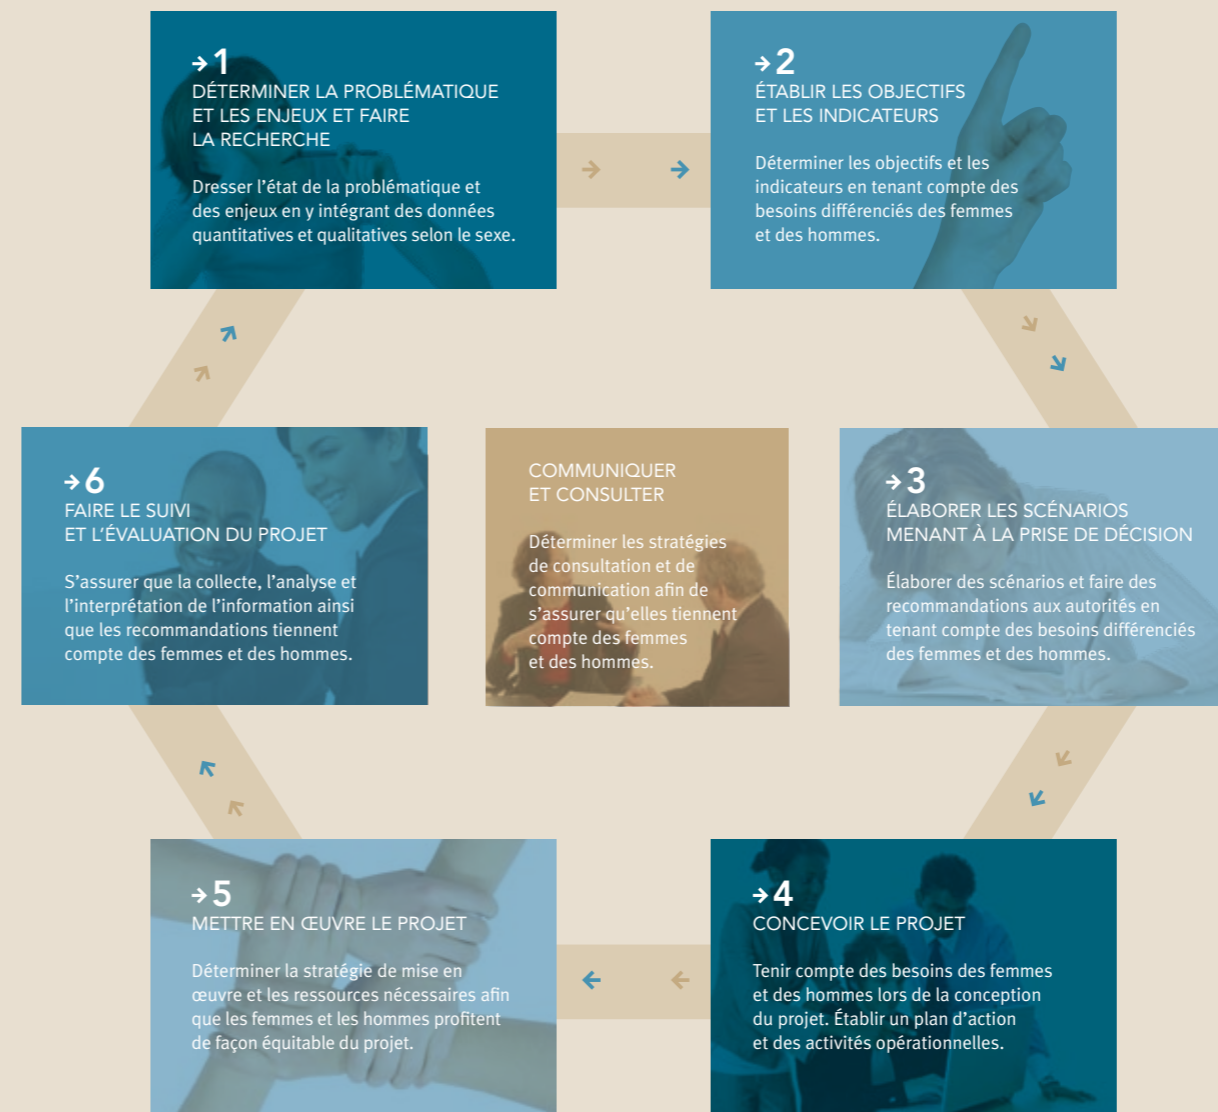 →1
DÉTERMINER LA PROBLÉMATIQUE
ET LES ENJEUX ET FAIRE
LA RECHERCHE
Dresser l’état de la problématique et
des enjeux en y intégrant des données
quantitatives et qualitatives selon le sexe.
→2
ÉTABLIR LES OBJECTIFS
ET LES INDICATEURS
Déterminer les objectifs et les
indicateurs en tenant compte des
besoins différenciés des femmes
et des hommes.
→3
ÉLABORER LES SCÉNARIOS
MENANT À LA PRISE DE DÉCISION
Élaborer des scénarios et faire des
recommandations aux autorités en
tenant compte des besoins différenciés
des femmes et des hommes.
→4
CONCEVOIR LE PROJET
Tenir compte des besoins des femmes
et des hommes lors de la conception
du projet. Établir un plan d’action
et des activités opérationnelles.
→5
METTRE EN ŒUVRE LE PROJET
Déterminer la stratégie de mise en
œuvre et les ressources nécessaires afin
que les femmes et les hommes profitent
de façon équitable du projet.
→6
FAIRE LE SUIVI
ET L’ÉVALUATION DU PROJET
S’assurer que la collecte, l’analyse et
l’interprétation de l’information ainsi
que les recommandations tiennent
compte des femmes et des hommes.
COMMUNIQUER
ET CONSULTER
Déterminer les stratégies
de consultation et de
communication afin de
s’assurer qu’elles tiennent
compte des femmes
et des hommes.